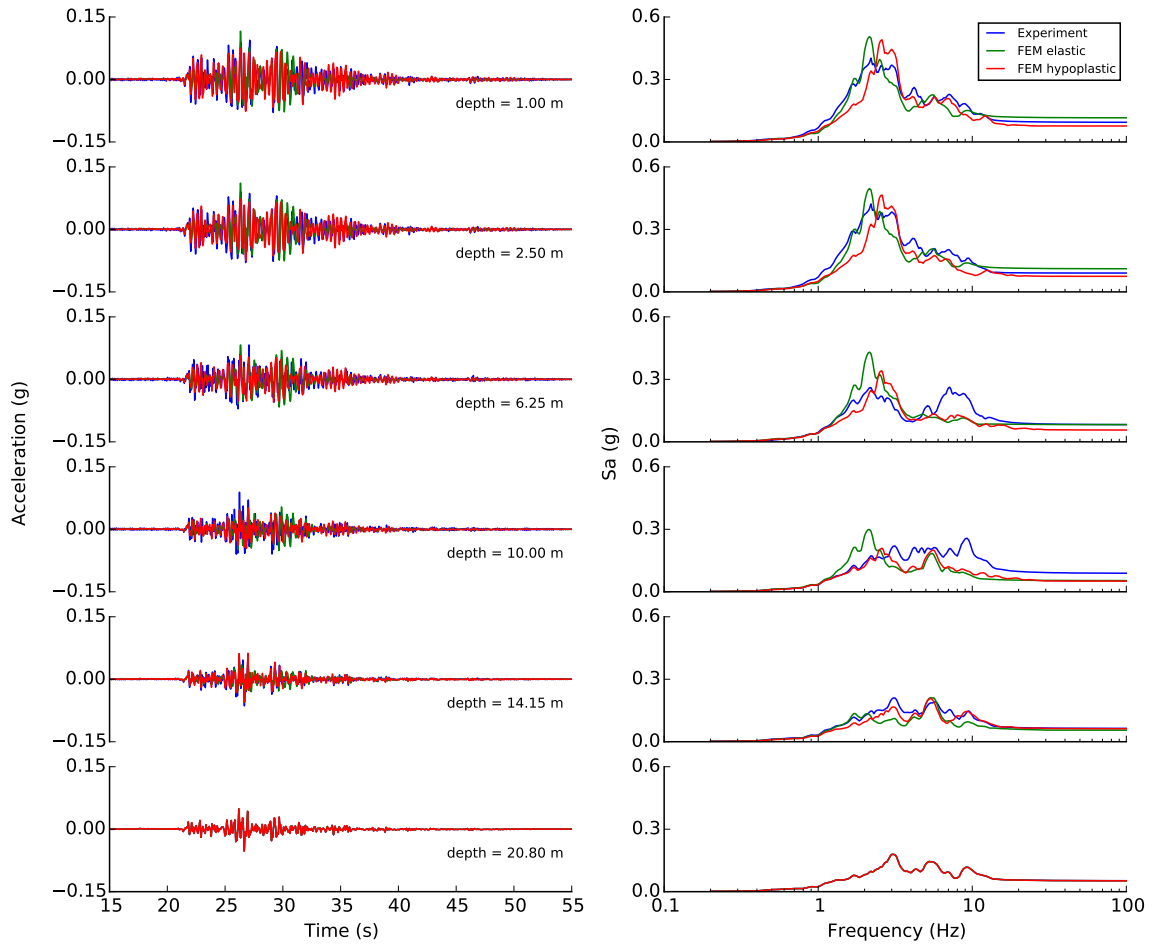 0.15
0.00
−0.15
depth = 1.00 m
0.6
0.3
0.0
Experiment
FEM elastic
FEM hypoplastic
0.15
0.00
−0.15
depth = 2.50 m
0.6
0.3
0.0
0.15
0.00
−0.15
depth = 6.25 m
0.6
0.3
0.0
Acceleration (g)
Sa (g)
0.15
0.00
−0.15
depth = 10.00 m
0.6
0.3
0.0
0.15
0.00
−0.15
depth = 14.15 m
0.6
0.3
0.0
0.15
0.00
−0.15
depth = 20.80 m
15 20 25 30 35 40 45 50 55
Time (s)
0.6
0.3
0.0
0.1 1 10 100
Frequency (Hz)